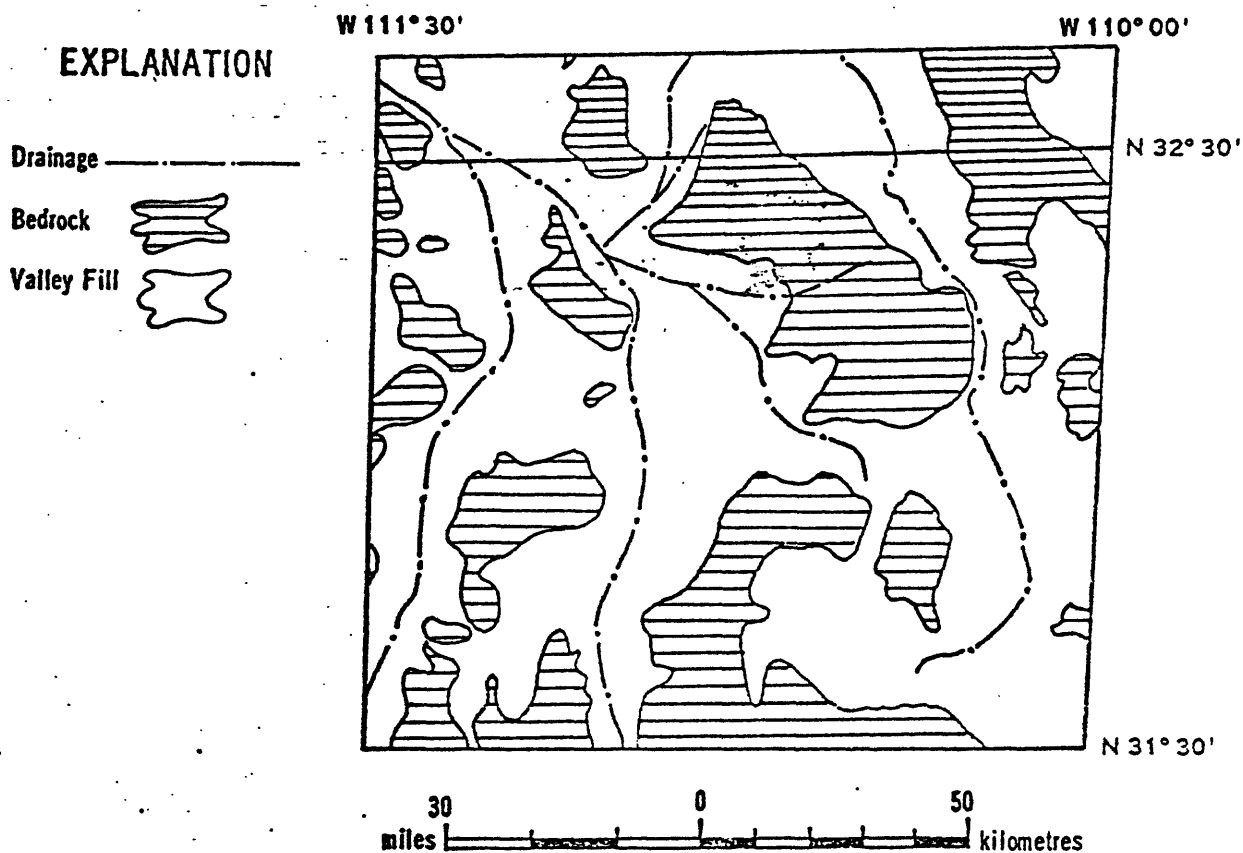 W 111° 30'
W 110° 00'
EXPLANATION
Drainage
N 32° 30'
Bedrock
Valley Fill
N 31° 30'
30 0 50
miles kilometres